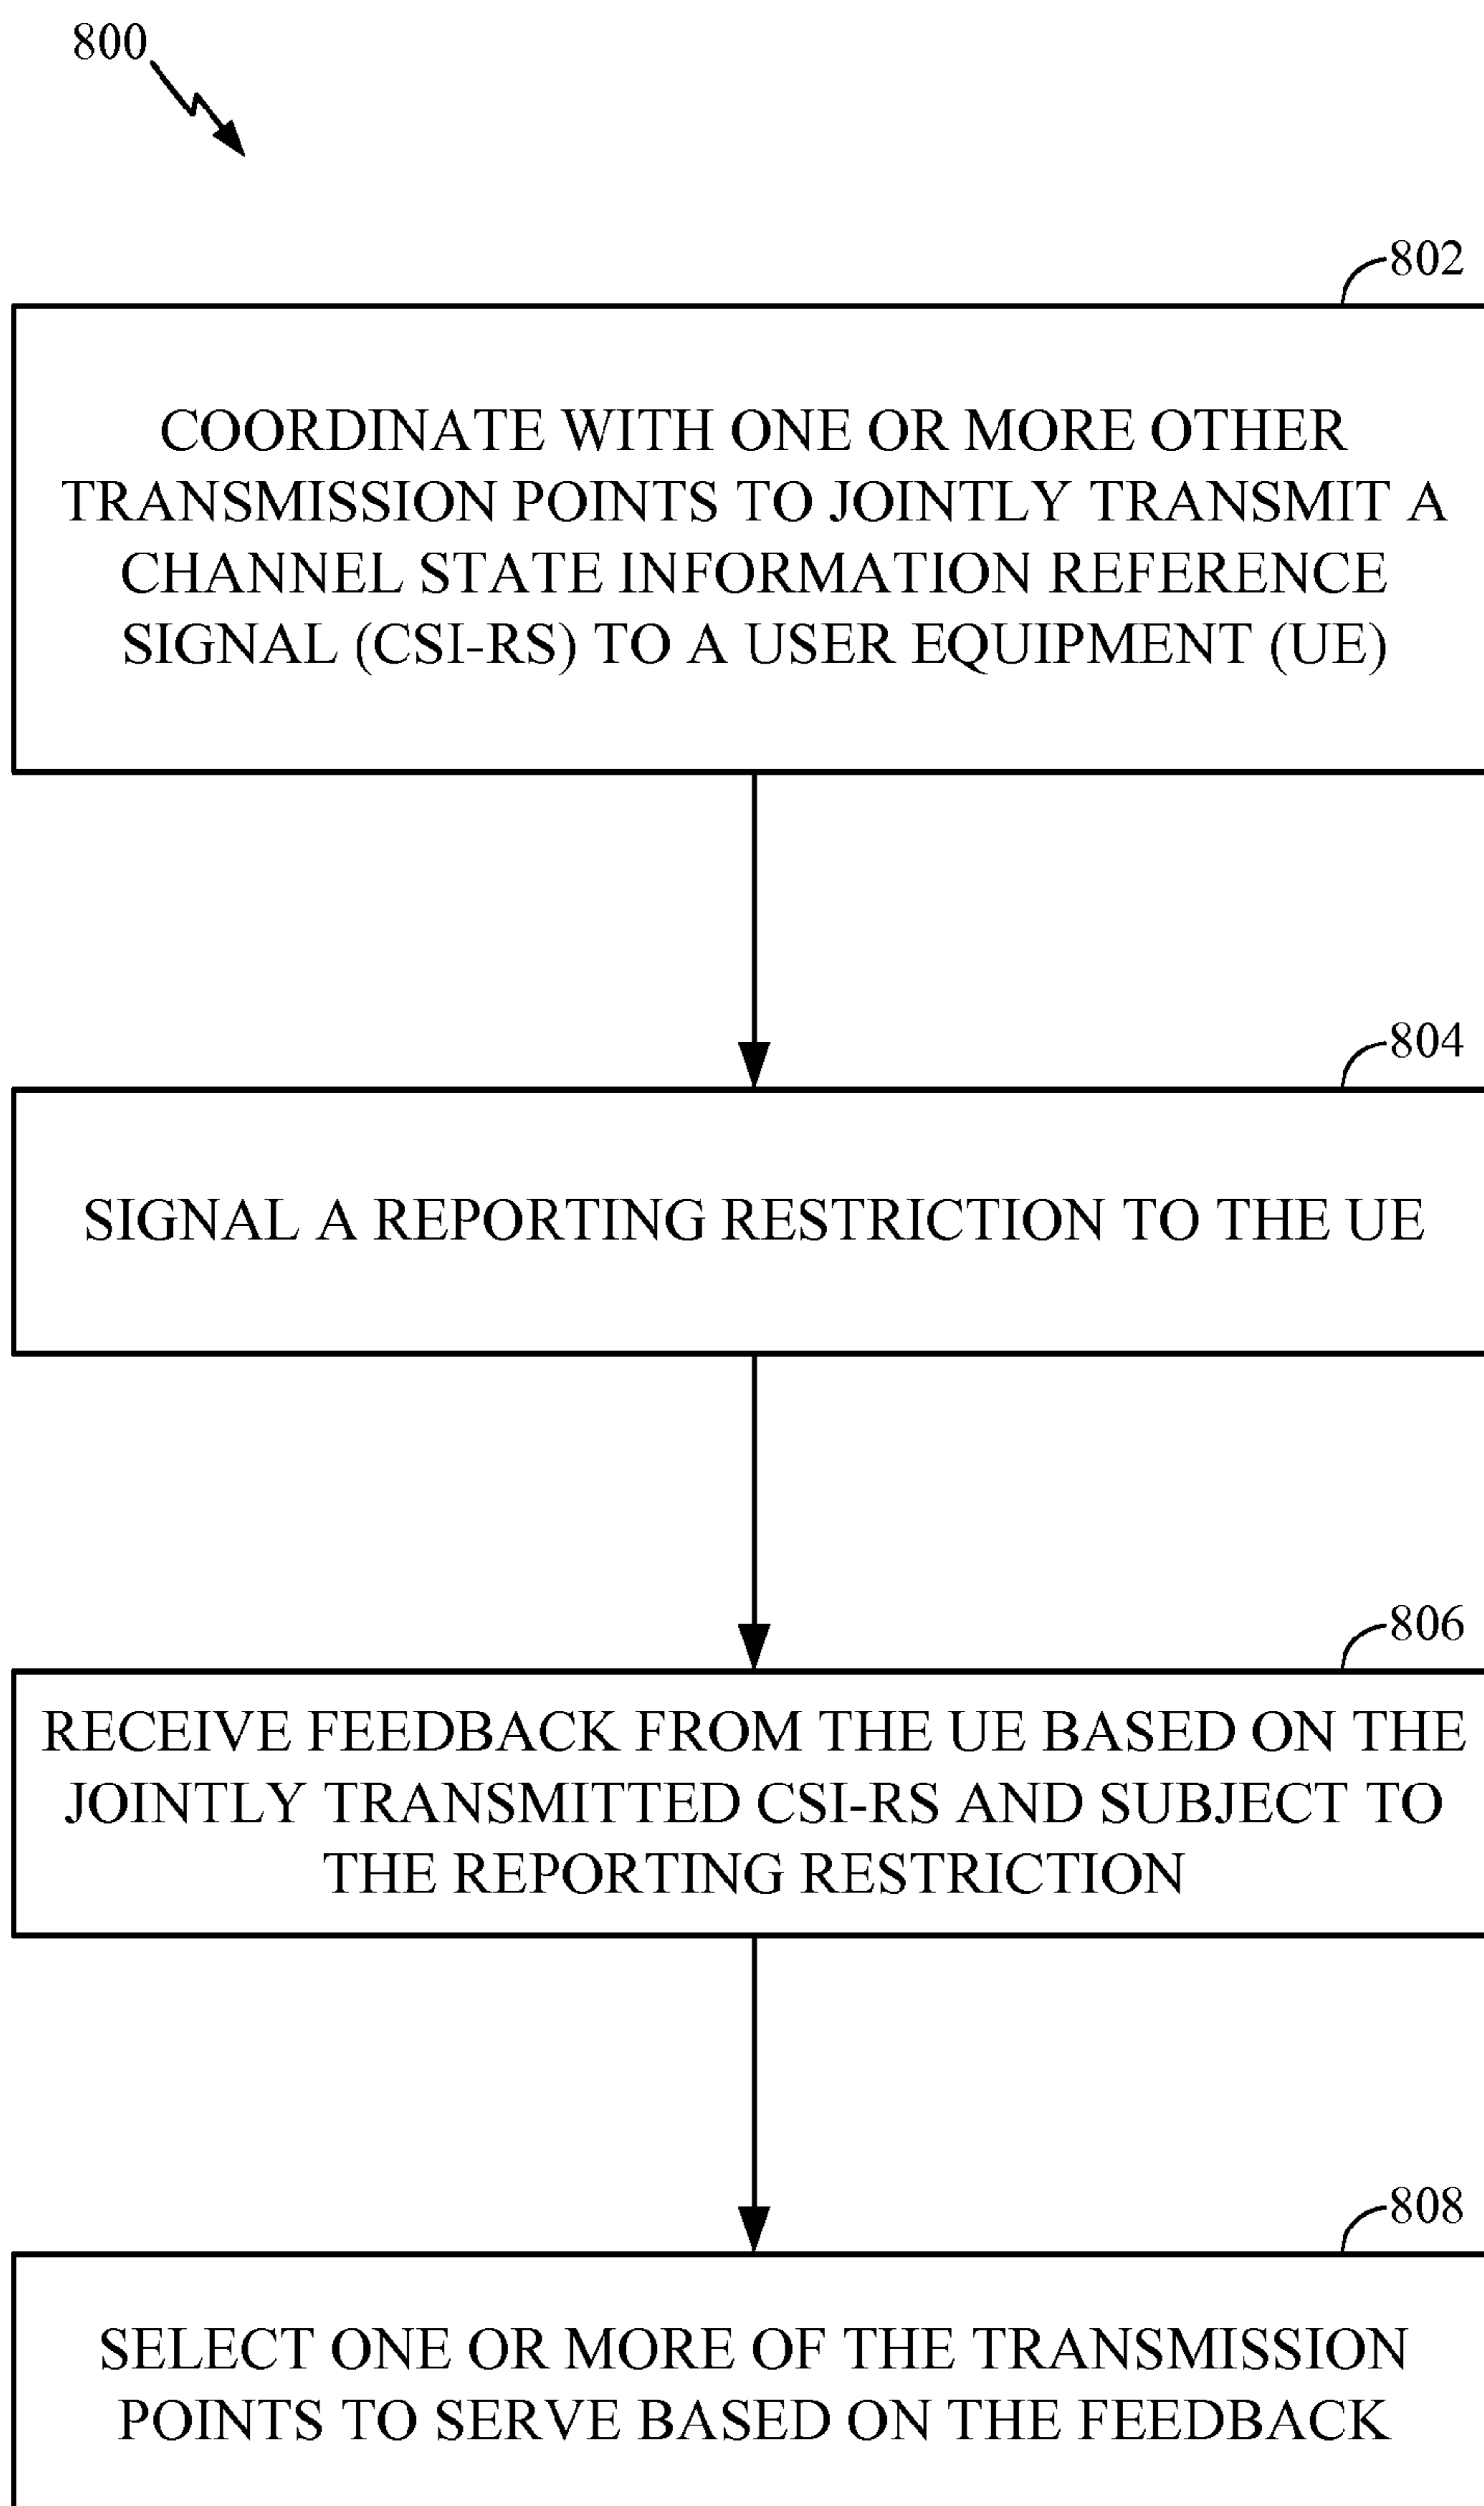 800
802
COORDINATE WITH ONE OR MORE OTHER
TRANSMISSION POINTS TO JOINTLY TRANSMIT A
CHANNEL STATE INFORMATION REFERENCE
SIGNAL (CSI-RS) TO A USER EQUIPMENT (UE)
804
SIGNAL A REPORTING RESTRICTION TO THE UE
806
RECEIVE FEEDBACK FROM THE UE BASED ON THE
JOINTLY TRANSMITTED CSI-RS AND SUBJECT TO
THE REPORTING RESTRICTION
808
SELECT ONE OR MORE OF THE TRANSMISSION
POINTS TO SERVE BASED ON THE FEEDBACK